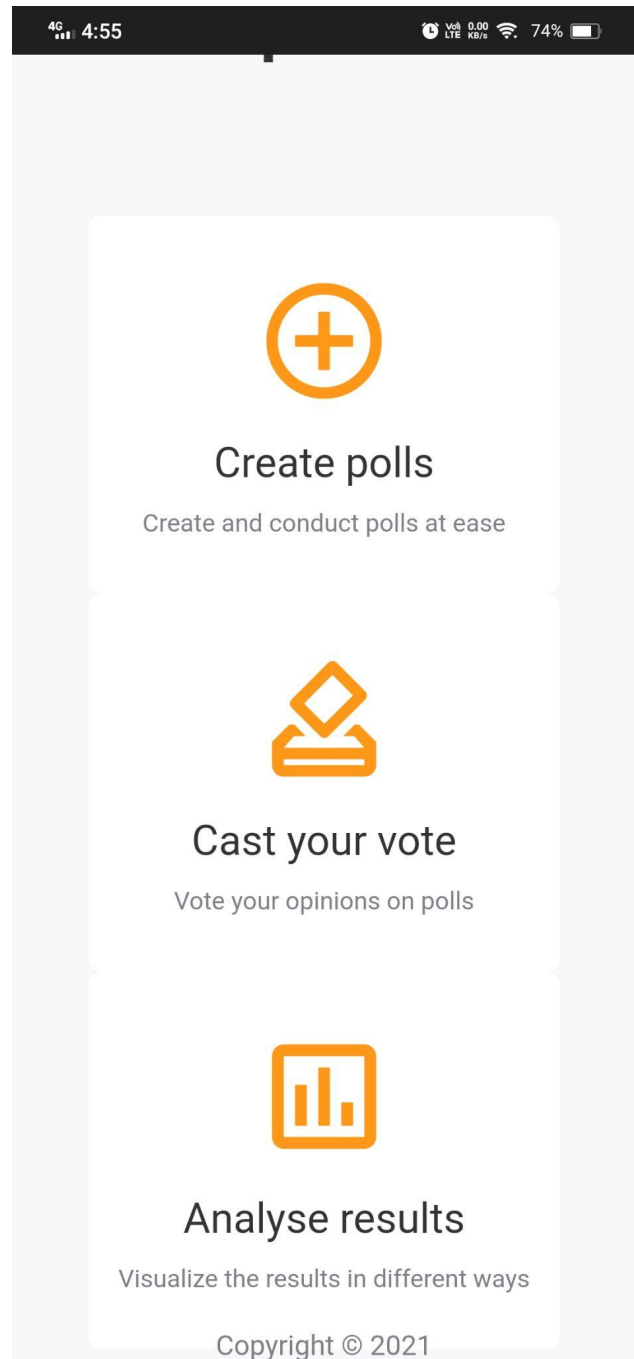 4G 4:55 Vo) LTE 0.00 KB/s 74%
Create polls
Create and conduct polls at ease
Cast your vote
Vote your opinions on polls
Analyse results
Visualize the results in different ways
Copyright © 2021